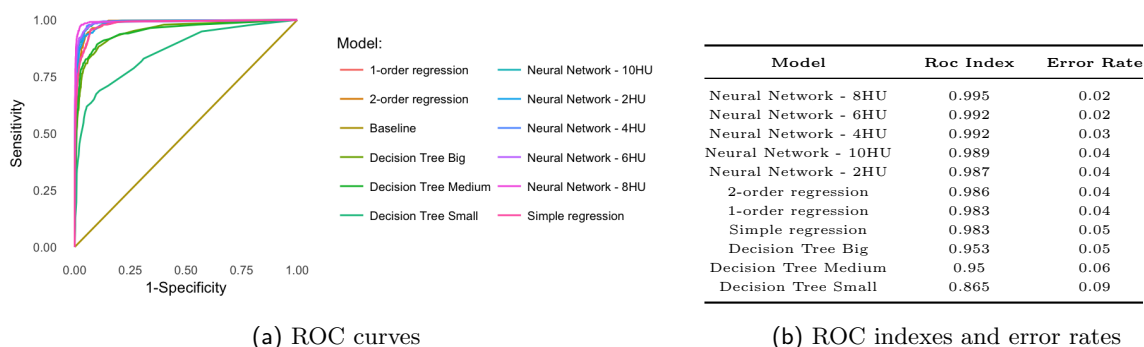 1.00
0.75
0.50
0.25
0.00
Sensitivity
0.00 0.25 0.50 0.75 1.00
1-Specificity
Model:
1-order regression
2-order regression
Baseline
Decision Tree Big
Decision Tree Medium
Decision Tree Small
Neural Network - 10HU
Neural Network - 2HU
Neural Network - 4HU
Neural Network - 6HU
Neural Network - 8HU
Simple regression
(a) ROC curves
Model Roc Index Error Rate
Neural Network - 8HU 0.995 0.02
Neural Network - 6HU 0.992 0.02
Neural Network - 4HU 0.992 0.03
Neural Network - 10HU 0.989 0.04
Neural Network - 2HU 0.987 0.04
2-order regression 0.986 0.04
1-order regression 0.983 0.04
Simple regression 0.983 0.05
Decision Tree Big 0.953 0.05
Decision Tree Medium 0.95 0.06
Decision Tree Small 0.865 0.09
(b) ROC indexes and error rates